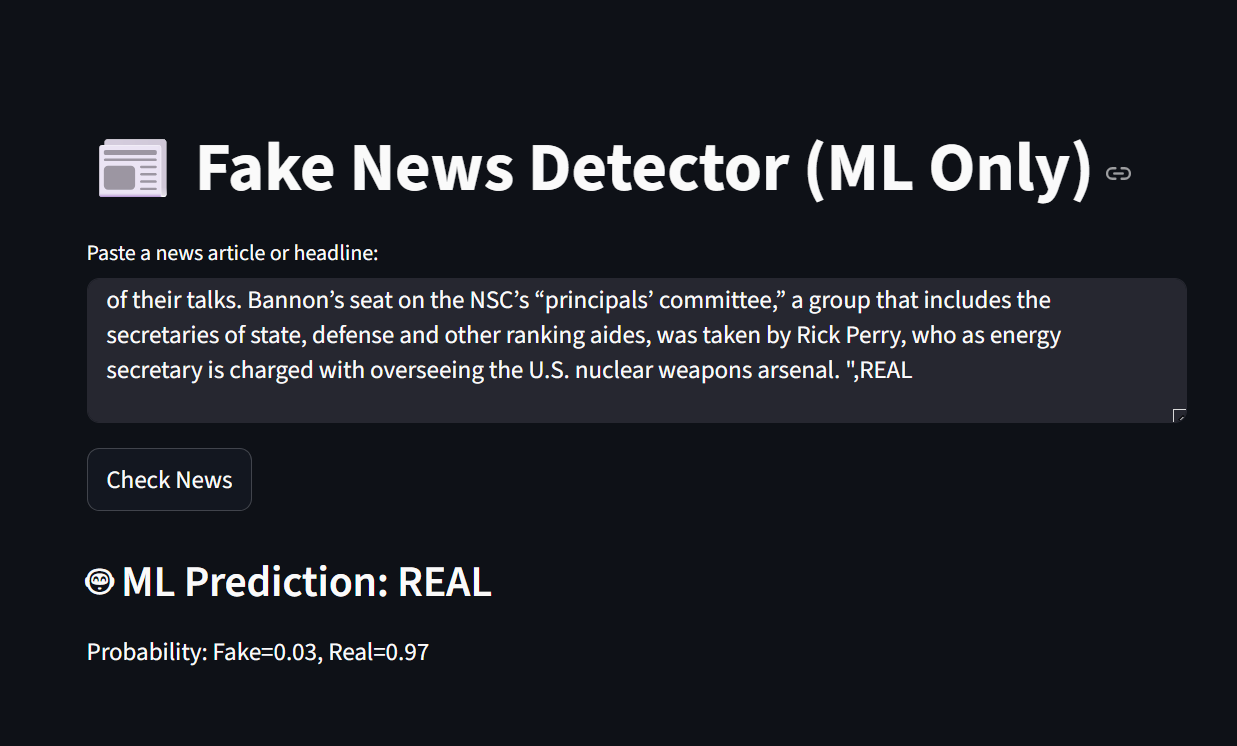 Fake News Detector (ML Only)
Paste a news article or headline:
of their talks. Bannon’s seat on the NSC’s “principals’ committee,” a group that includes the
secretaries of state, defense and other ranking aides, was taken by Rick Perry, who as energy
secretary is charged with overseeing the U.S. nuclear weapons arsenal. ",REAL
Check News
ML Prediction: REAL
Probability: Fake=0.03, Real=0.97